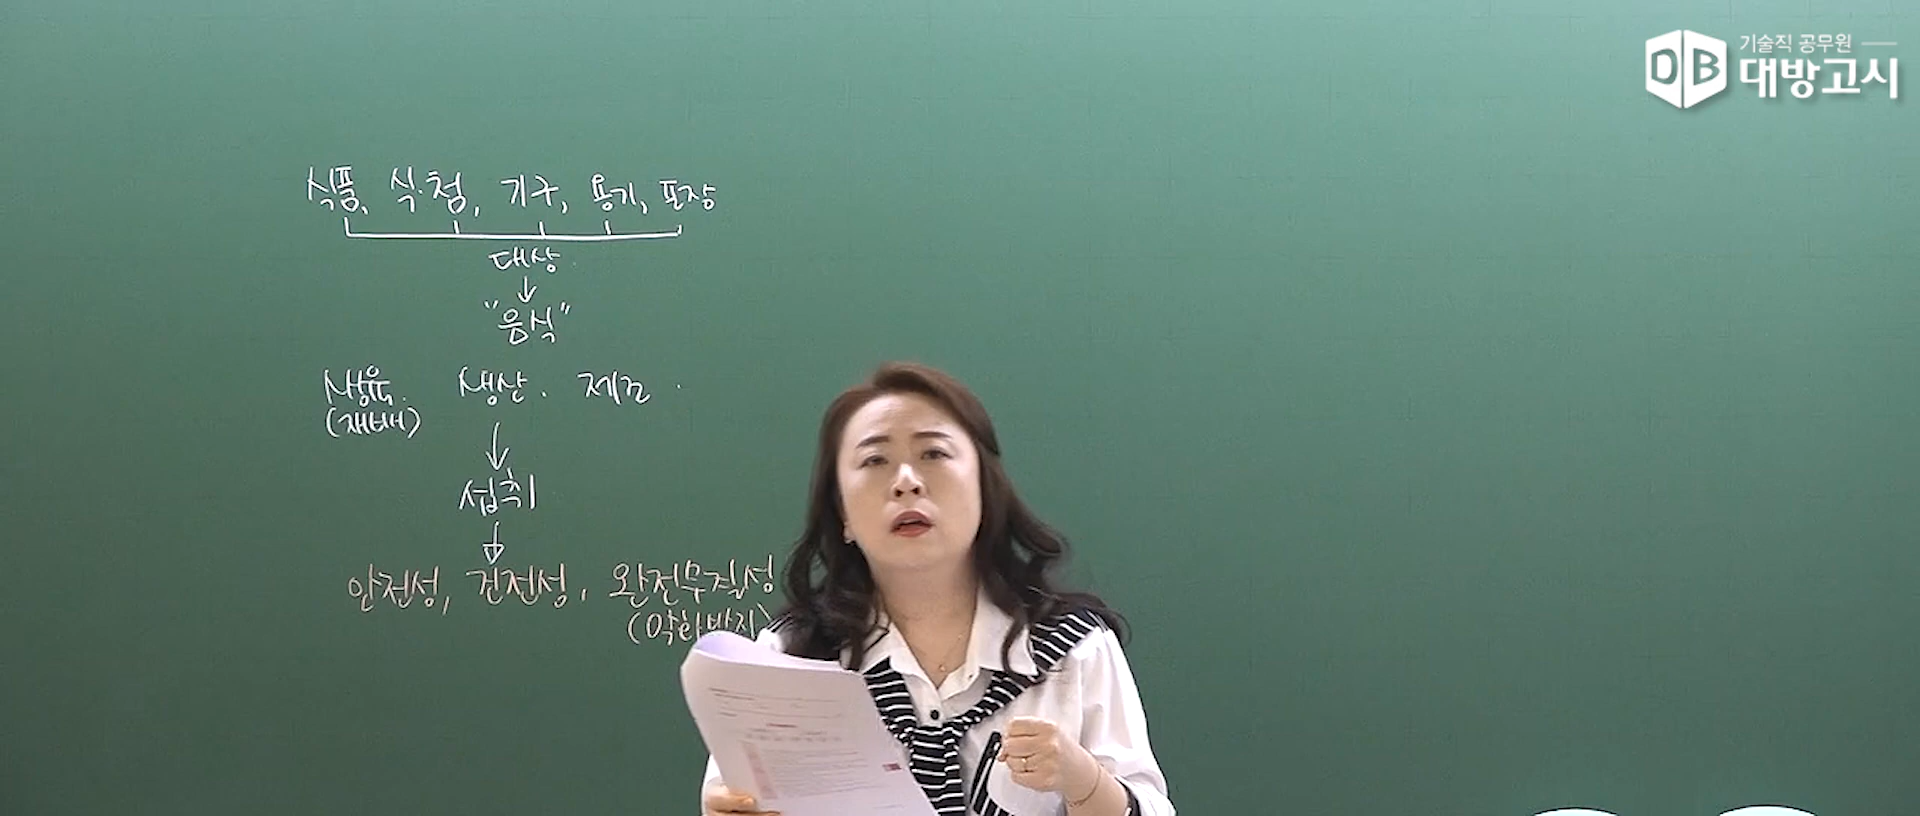 기술직 공무원
DB 대방고시
식품, 식·첨, 기구, 용기, 포장
대상
↓
"음식"
생육. 생산. 제조.
(재배)
↓
섭취
↓
안전성, 건전성, 완전무결성
(악화방지)